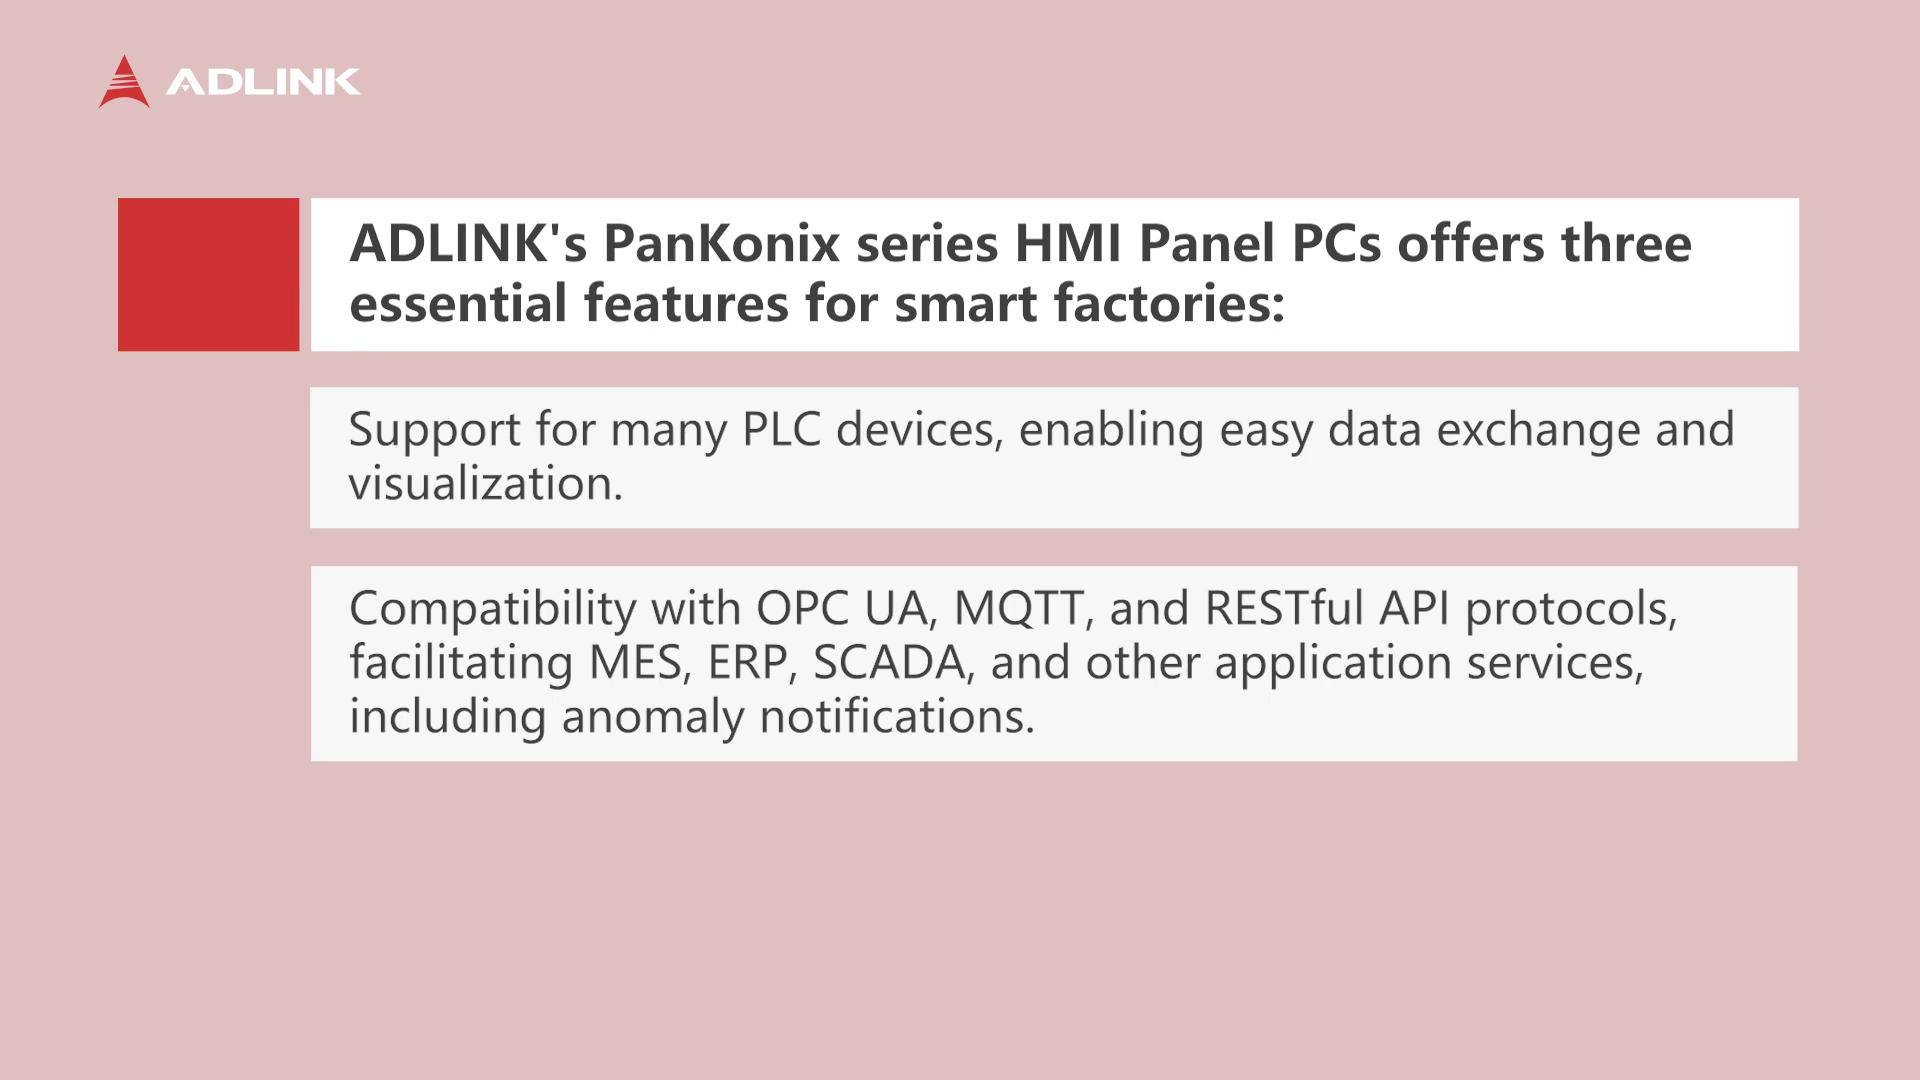 ADLINK
ADLINK's PanKonix series HMI Panel PCs offers three
essential features for smart factories:
Support for many PLC devices, enabling easy data exchange and
visualization.
Compatibility with OPC UA, MQTT, and RESTful API protocols,
facilitating MES, ERP, SCADA, and other application services,
including anomaly notifications.